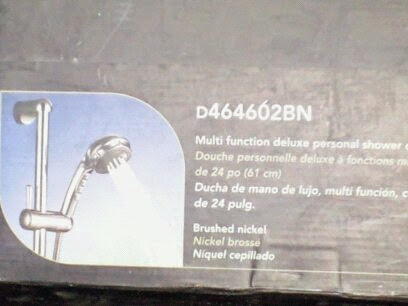 D464602BN
Multi function deluxe personal shower
Douche personnelle deluxe à fonctions
de 24 po (61 cm)
Ducha de mano de lujo, multi función,
de 24 pulg.
Brushed nickel
Nickel brossé
Níquel cepillado